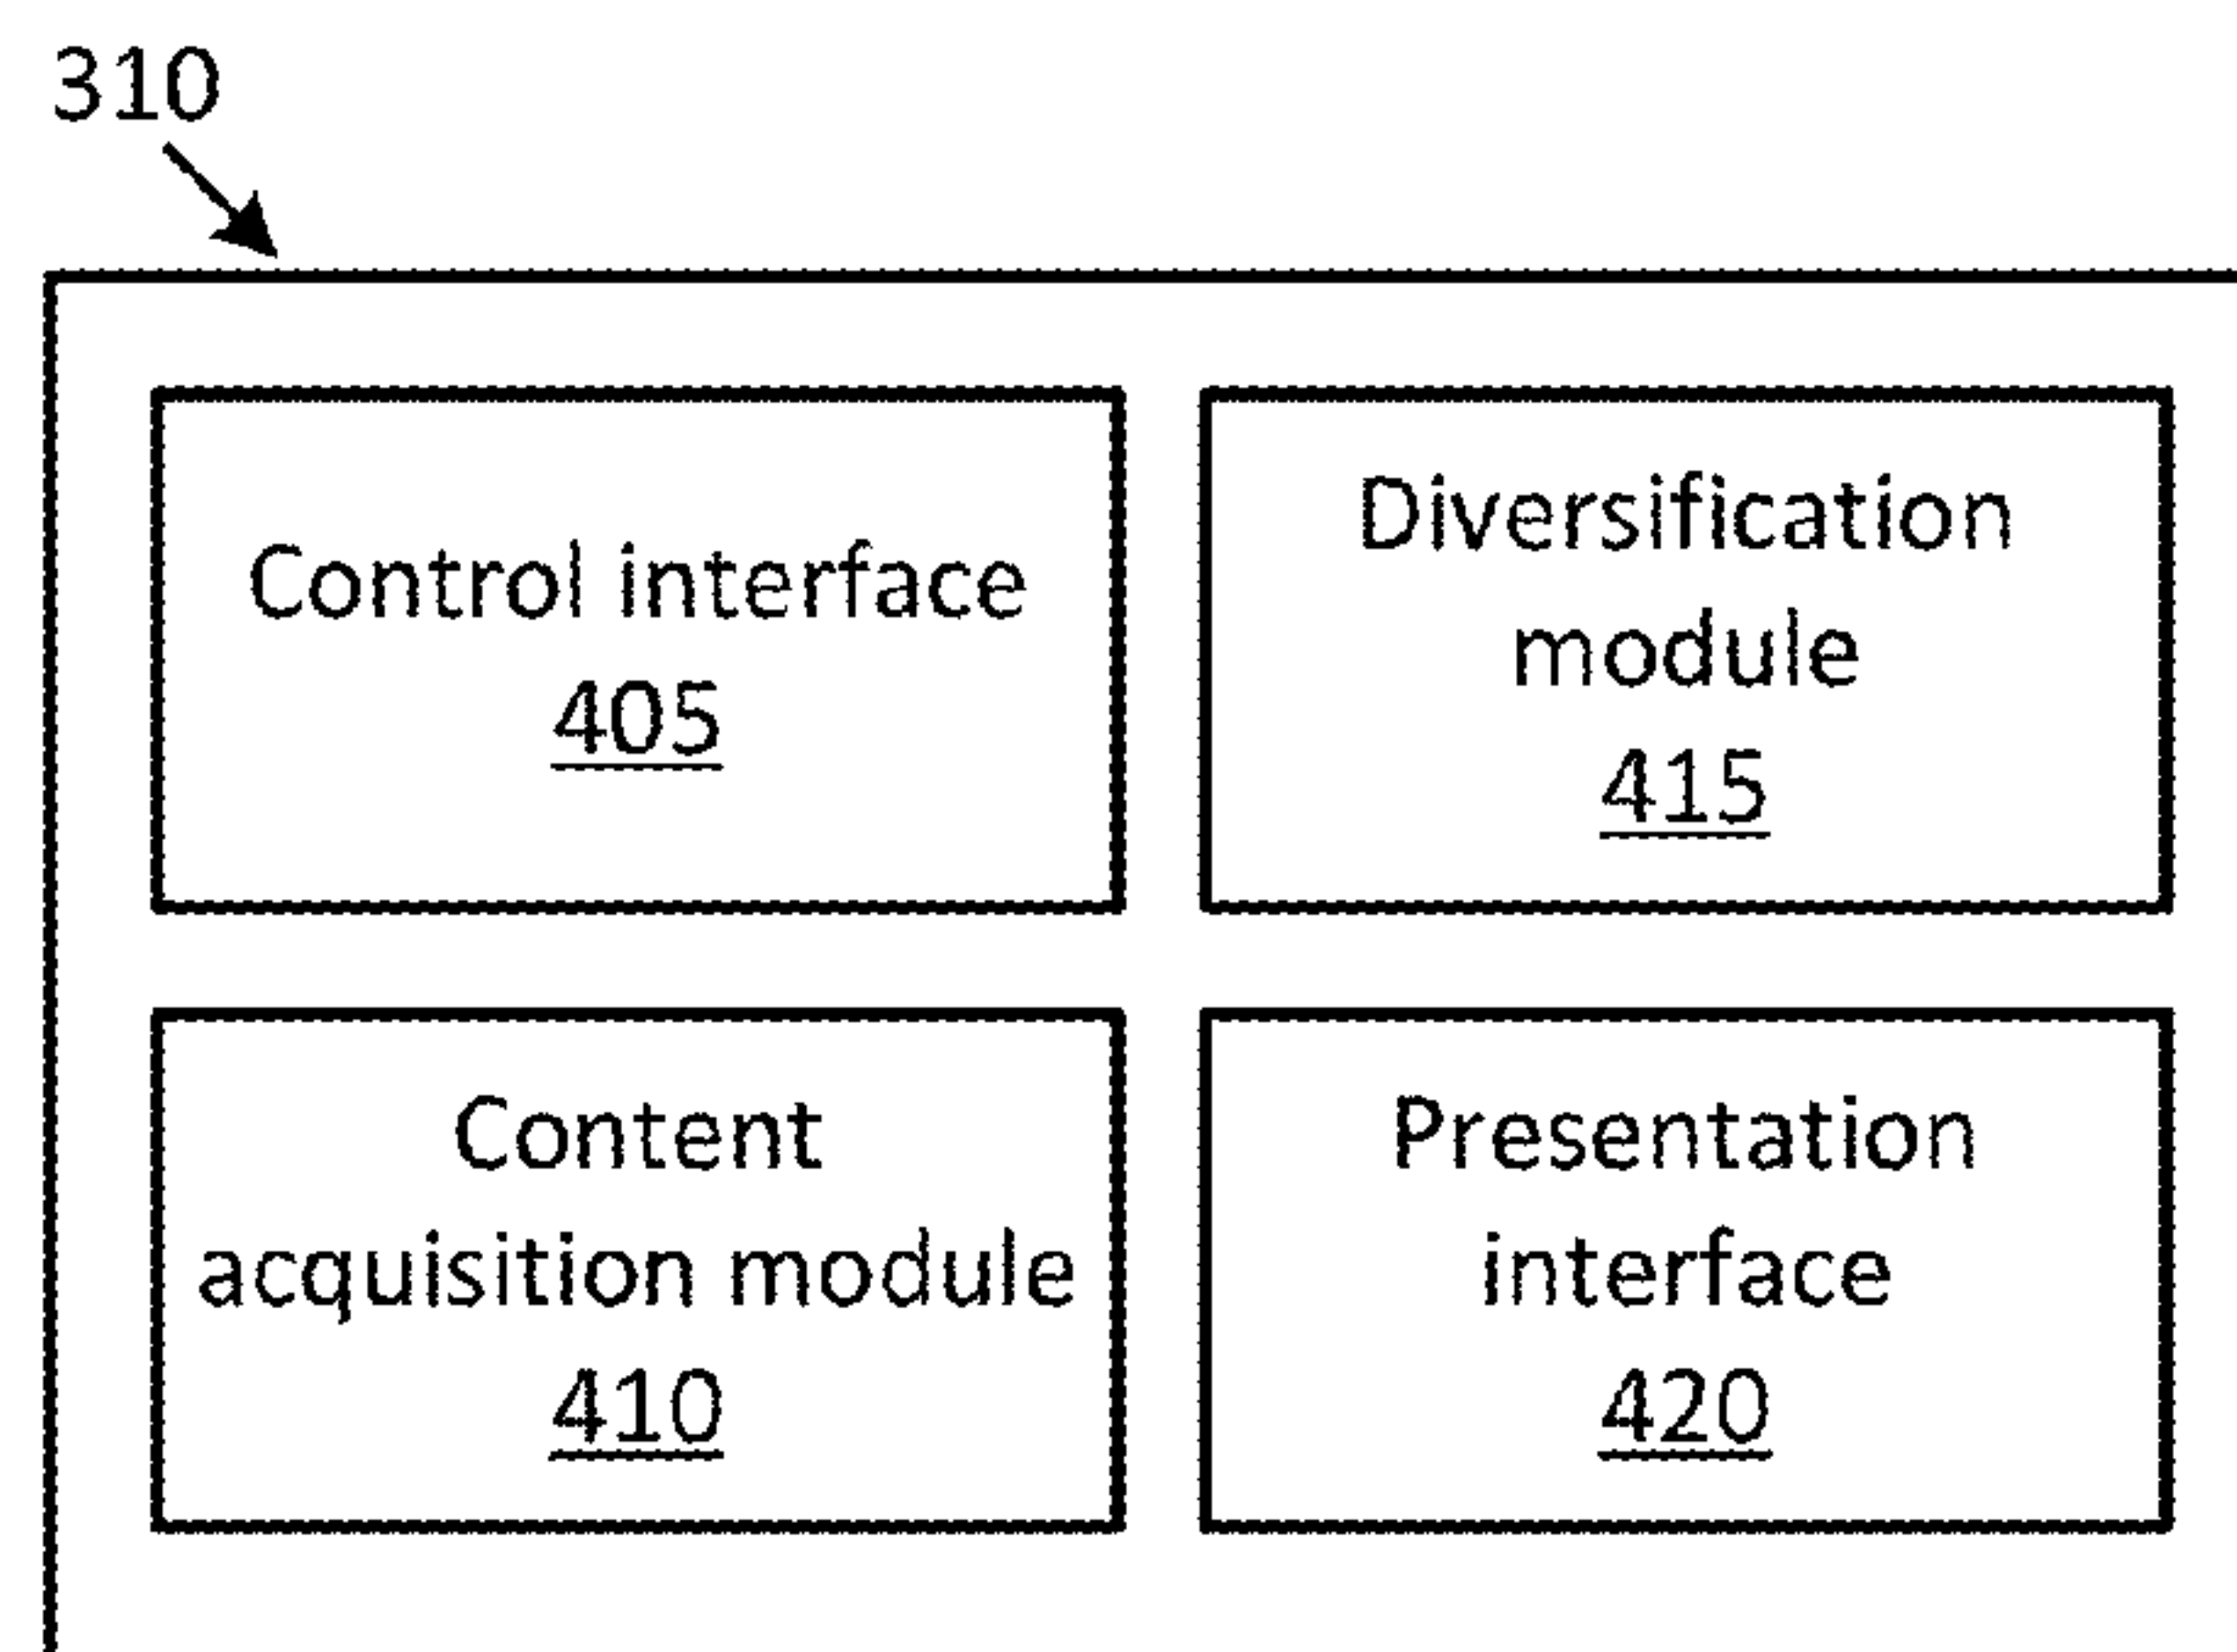 310
Control interface
405
Diversification
module
415
Content
acquisition module
410
Presentation
interface
420